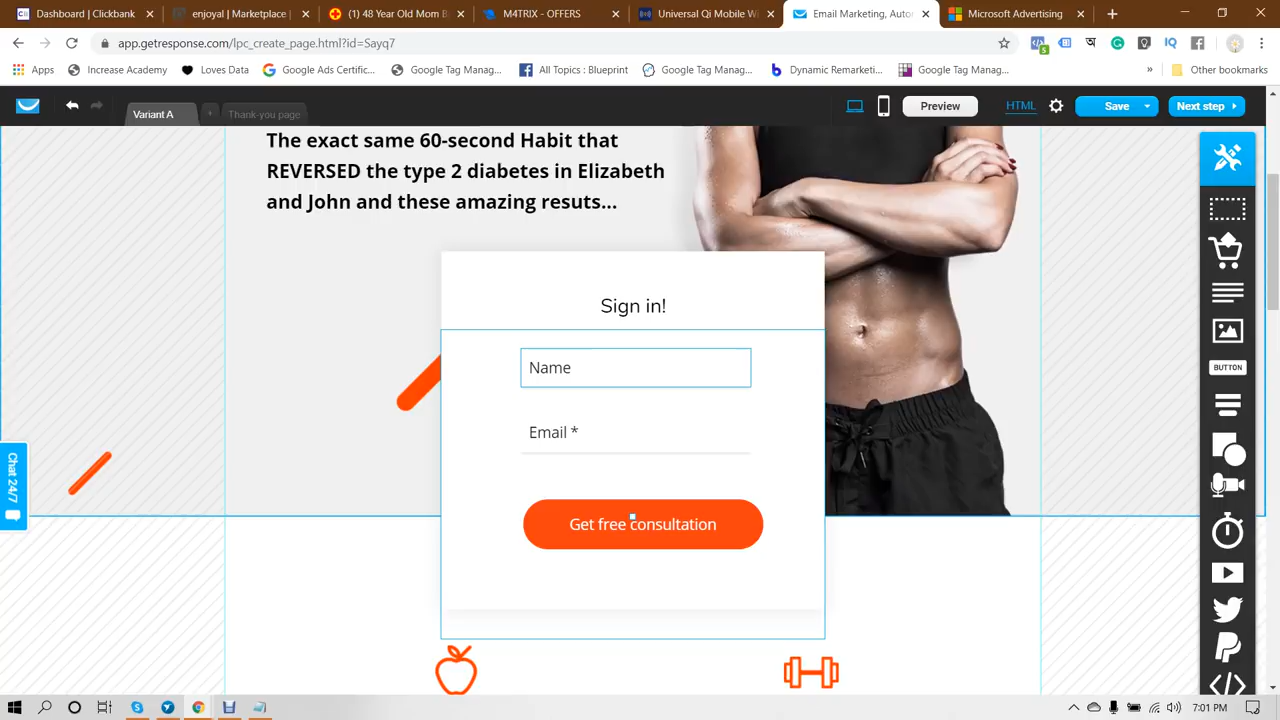 Dashboard | Clickbank
enjoyal | Marketplace
(1) 48 Year Old Mom B
M4TRIX - OFFERS
Universal Qi Mobile Wi
Email Marketing, Auto
Microsoft Advertising
app.getresponse.com/lpc_create_page.html?id=Sayq7
5
Apps
Increase Academy
Loves Data
Google Ads Certific...
Google Tag Manag...
All Topics : Blueprint
Google Tag Manag...
Dynamic Remarketi...
Google Tag Manag...
»
Other bookmarks
Variant A
+
Thank-you page
Preview
HTML
Save
Next step
The exact same 60-second Habit that
REVERSED the type 2 diabetes in Elizabeth
and John and these amazing resuts...
Sign in!
Name
Email *
Get free consultation
BUTTON
Chat 24/7
7:01 PM